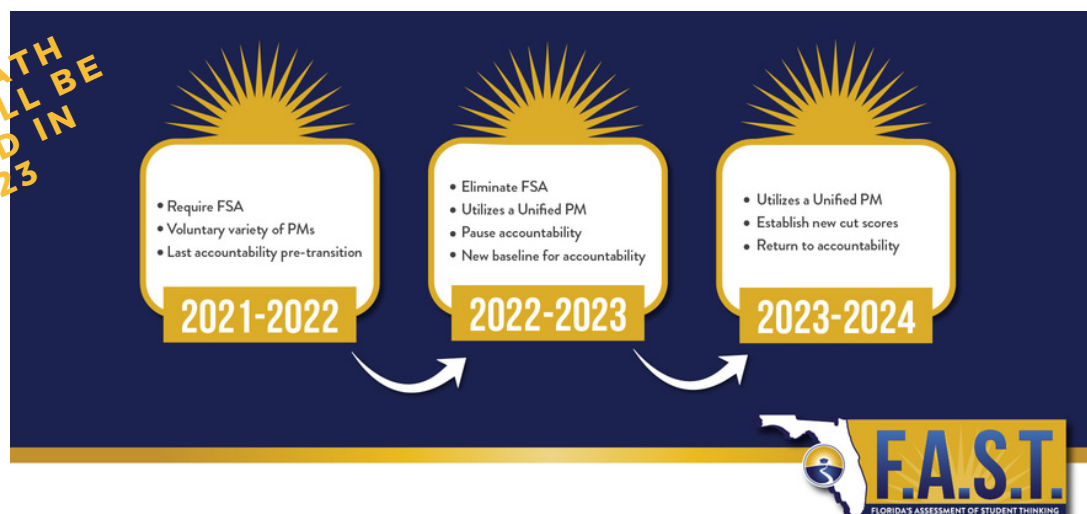 BE
IN
• Require FSA
• Voluntary variety of PMs
• Last accountability pre-transition
2021-2022
• Eliminate FSA
• Utilizes a Unified PM
• Pause accountability
• New baseline for accountability
2022-2023
• Utilizes a Unified PM
• Establish new cut scores
• Return to accountability
2023-2024
F.A.S.T.
FLORIDA'S ASSESSMENT OF STUDENT THINKING